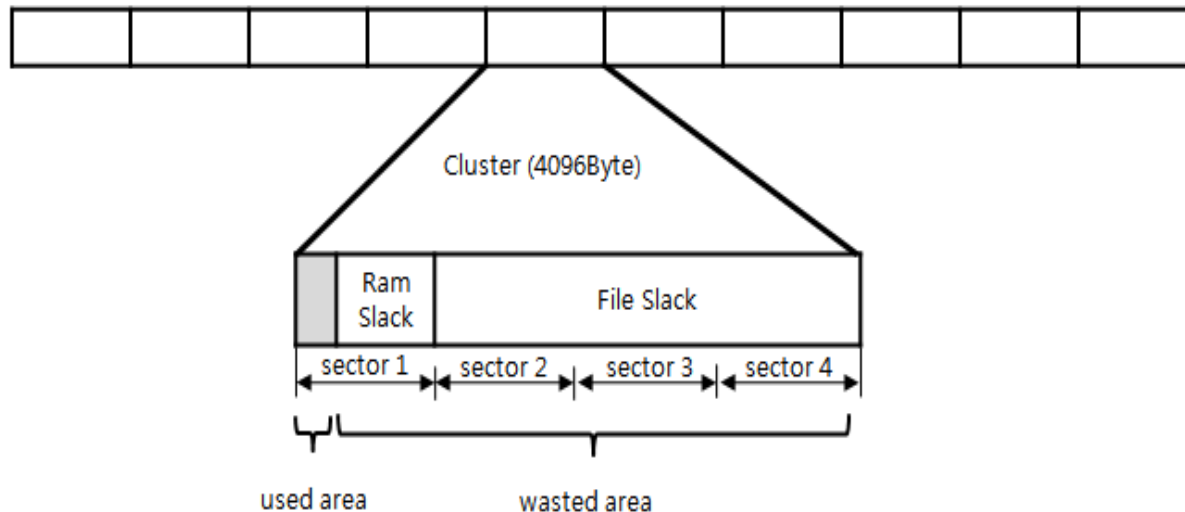 Cluster (4096Byte)
Ram
Slack
File Slack
sector 1 sector 2 sector 3 sector 4
used area wasted area